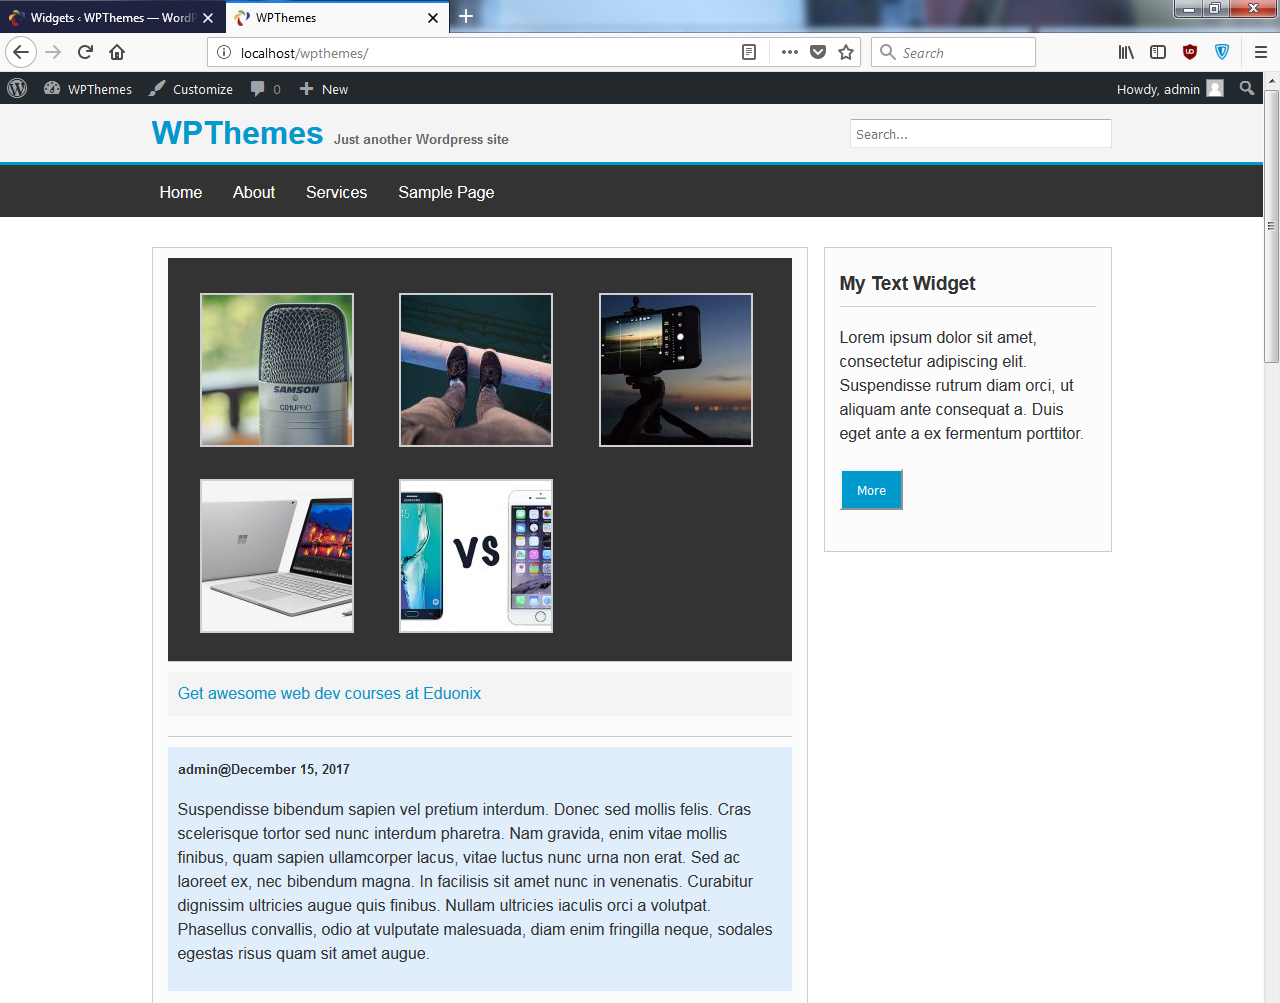 Widgets ‹ WPThemes — WordP
WPThemes
localhost/wpthemes/
Search
WPThemes
Customize
0
New
Howdy, admin
WPThemes
Just another Wordpress site
Search...
Home
About
Services
Sample Page
SAMSON
C01UPRO
VS
My Text Widget
Lorem ipsum dolor sit amet,
consectetur adipiscing elit.
Suspendisse rutrum diam orci, ut
aliquam ante consequat a. Duis
eget ante a ex fermentum porttitor.
More
Get awesome web dev courses at Eduonix
admin@December 15, 2017
Suspendisse bibendum sapien vel pretium interdum. Donec sed mollis felis. Cras
scelerisque tortor sed nunc interdum pharetra. Nam gravida, enim vitae mollis
finibus, quam sapien ullamcorper lacus, vitae luctus nunc urna non erat. Sed ac
laoreet ex, nec bibendum magna. In facilisis sit amet nunc in venenatis. Curabitur
dignissim ultricies augue quis finibus. Nullam ultricies iaculis orci a volutpat.
Phasellus convallis, odio at vulputate malesuada, diam enim fringilla neque, sodales
egestas risus quam sit amet augue.